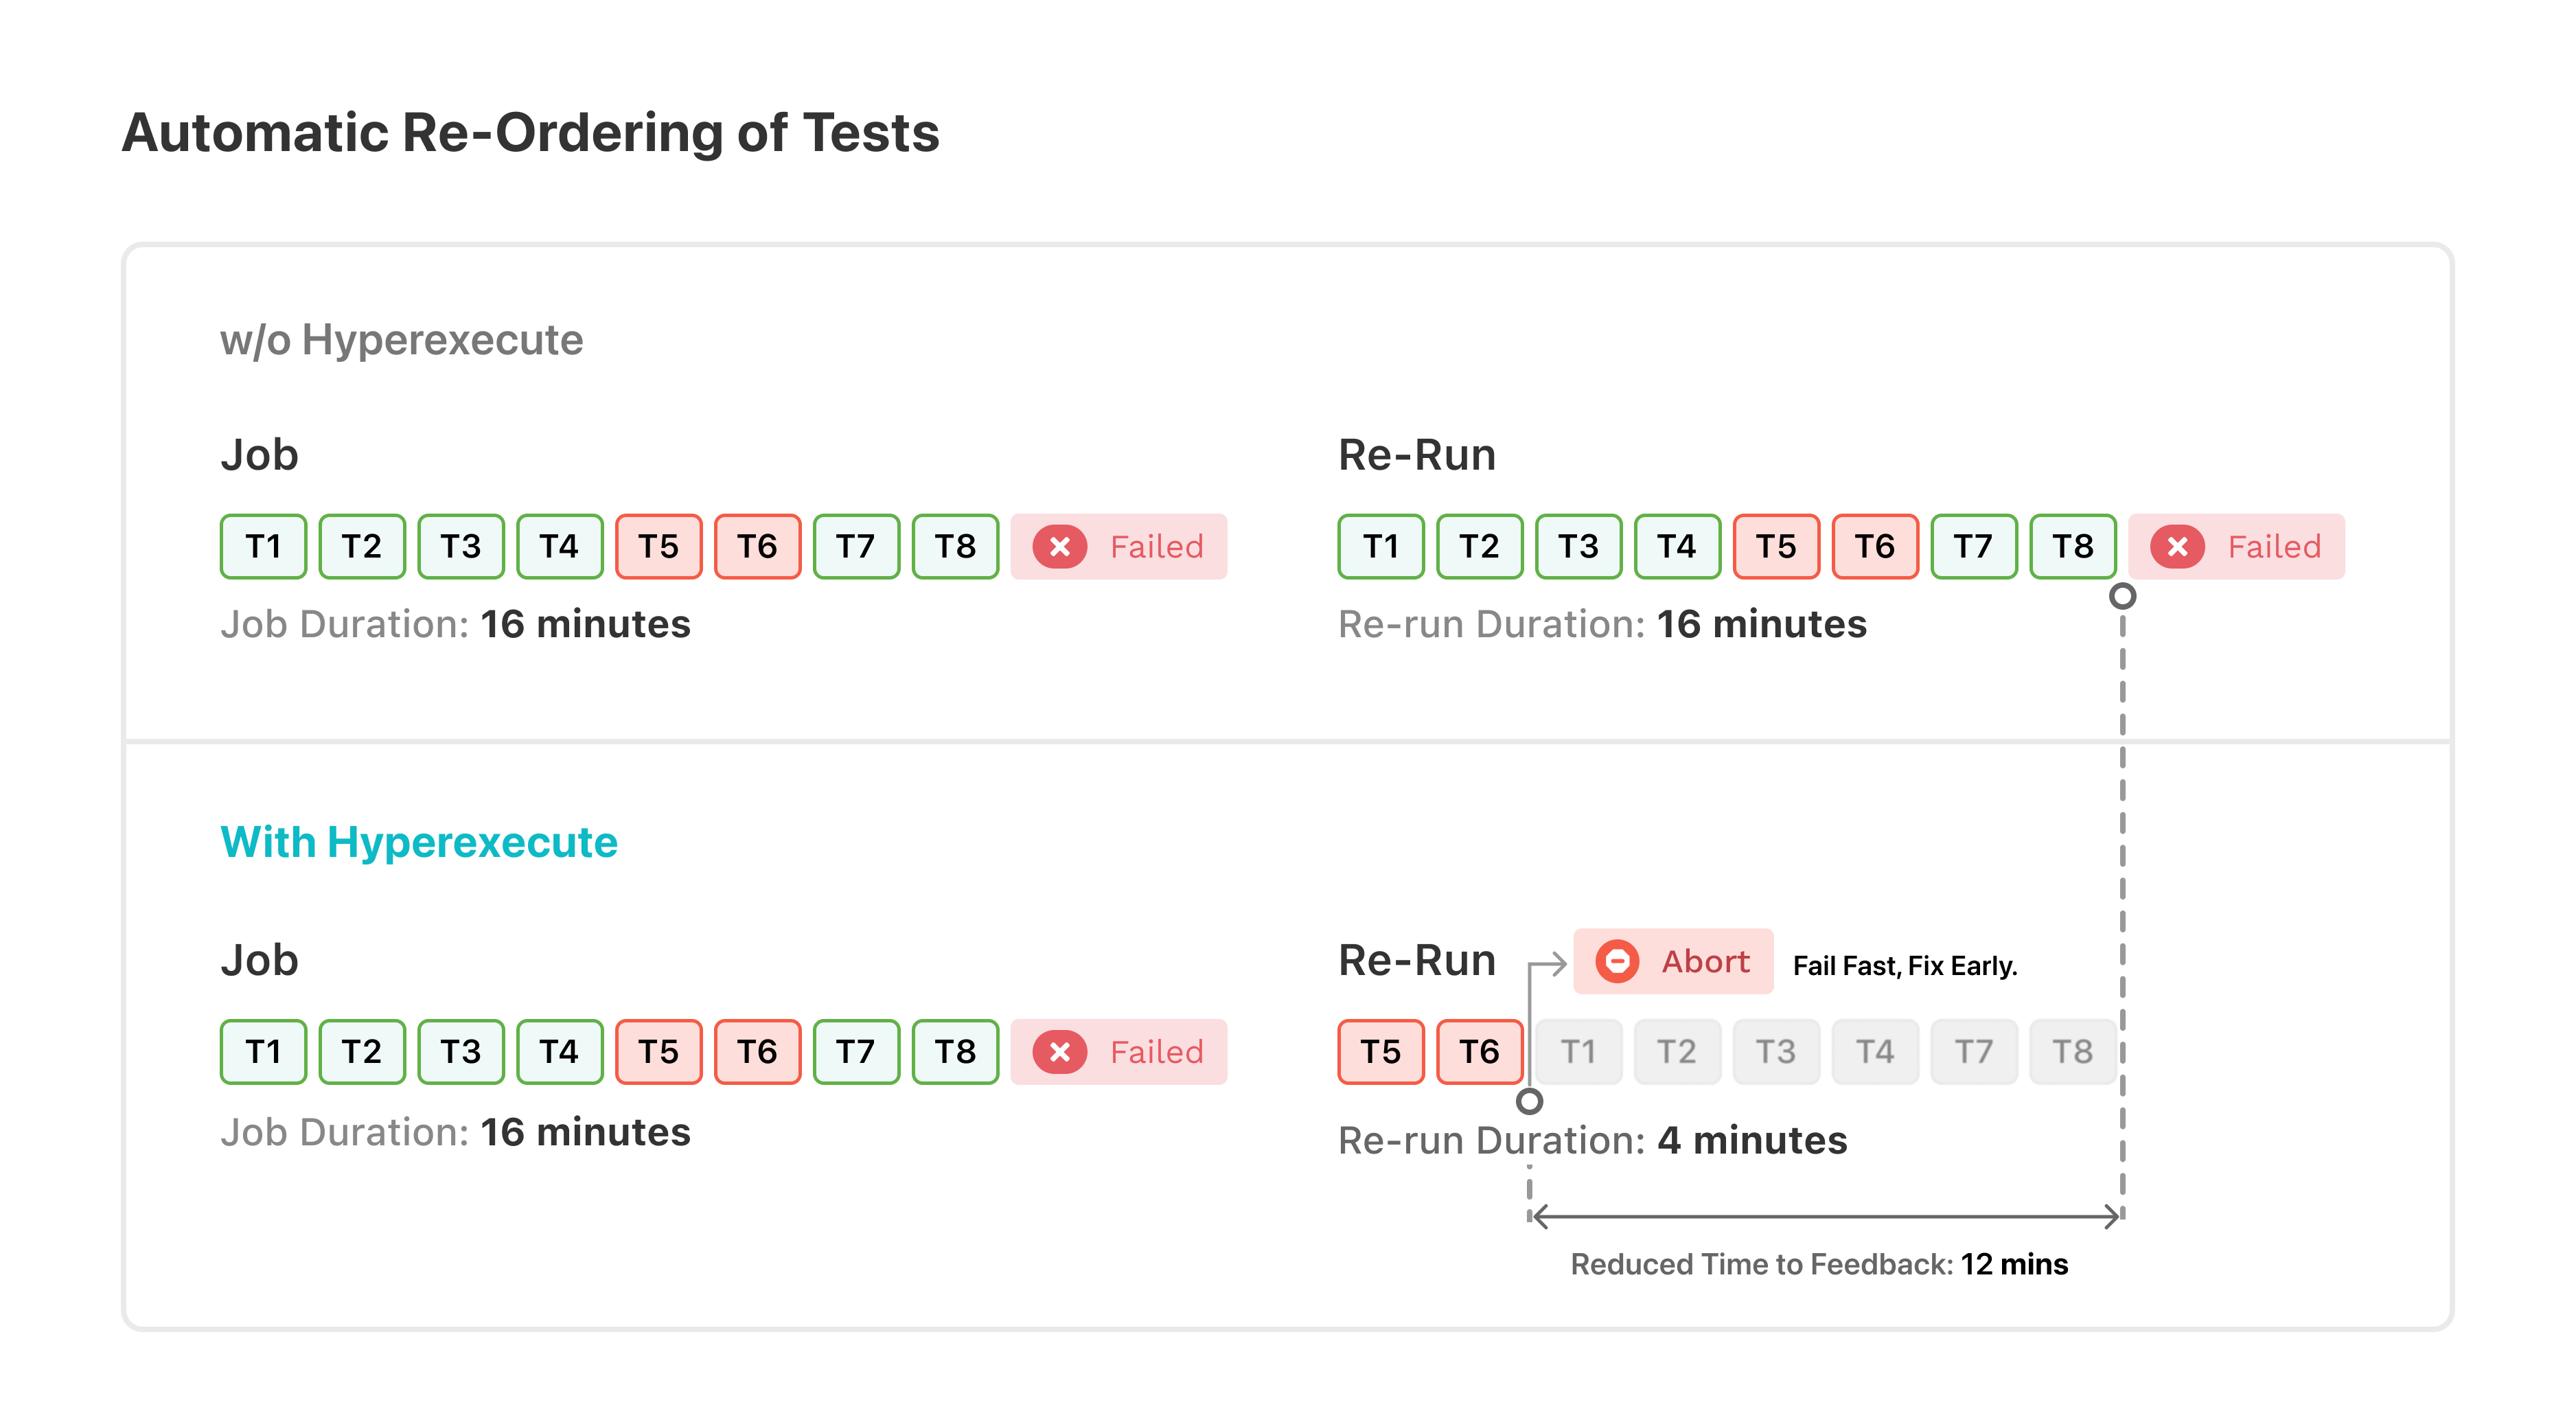 Automatic Re-Ordering of Tests
w/o Hyperexecute
Job
T1 T2 T3 T4 T5 T6 T7 T8 Failed
Job Duration: 16 minutes
Re-Run
T1 T2 T3 T4 T5 T6 T7 T8 Failed
Re-run Duration: 16 minutes
With Hyperexecute
Job
T1 T2 T3 T4 T5 T6 T7 T8 Failed
Job Duration: 16 minutes
Re-Run
Abort Fail Fast, Fix Early.
T5 T6 T1 T2 T3 T4 T7 T8
Re-run Duration: 4 minutes
Reduced Time to Feedback: 12 mins